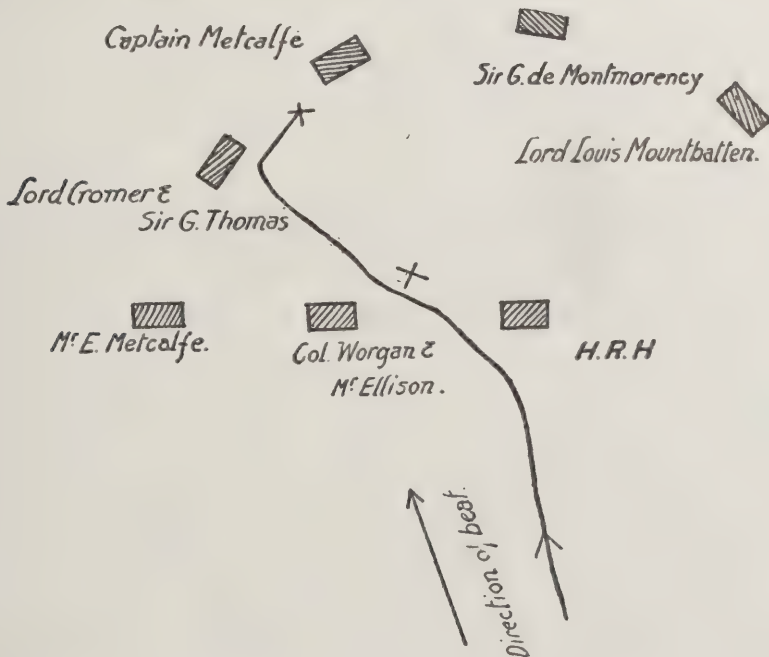 Captain Metcalfe
Sir G. de Montmorency
Lord Louis Mountbatten.
Lord Cromer &
Sir G. Thomas
Mr E. Metcalfe.
Col. Worgan &
Mr Ellison.
H.R.H
Direction of beat.